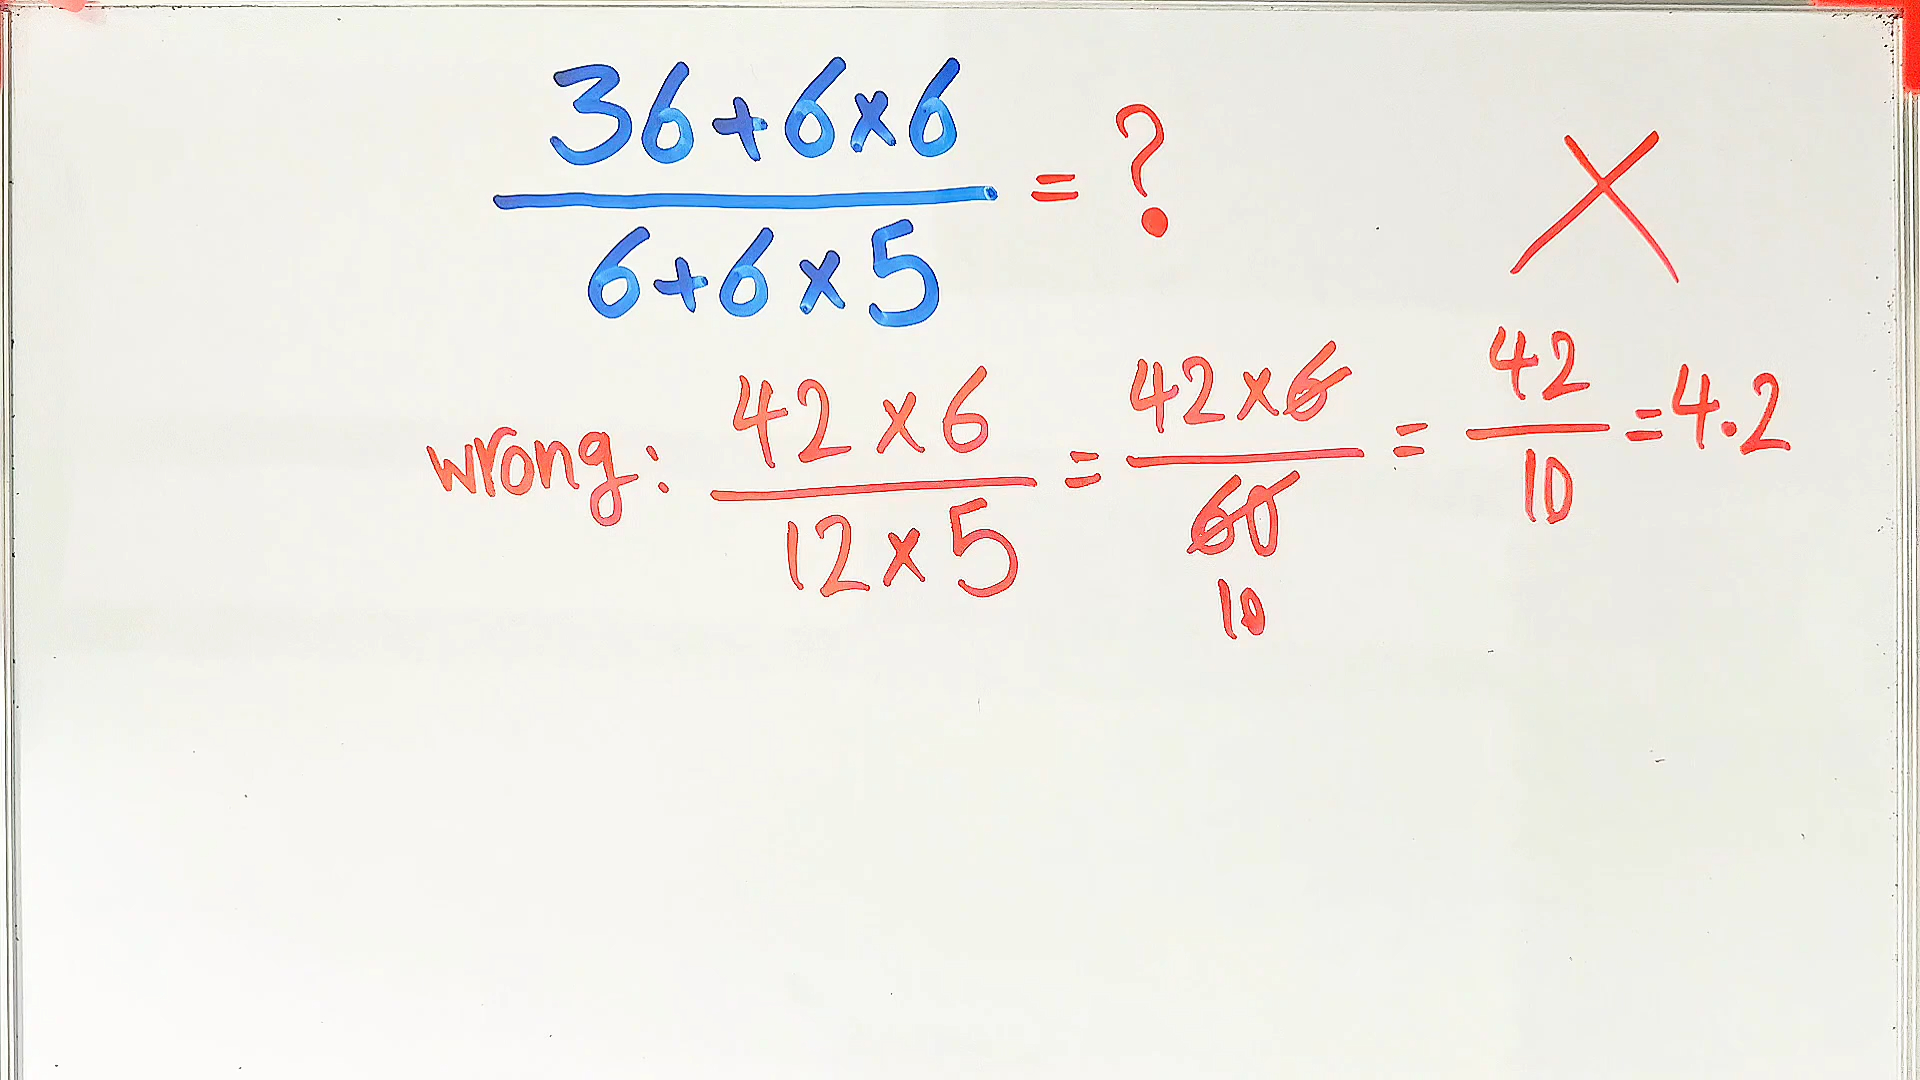 36+6×6
= ?
6+6×5
wrong: 42×6 = 42×6 = 42 =4.2
12×5 60 10
10